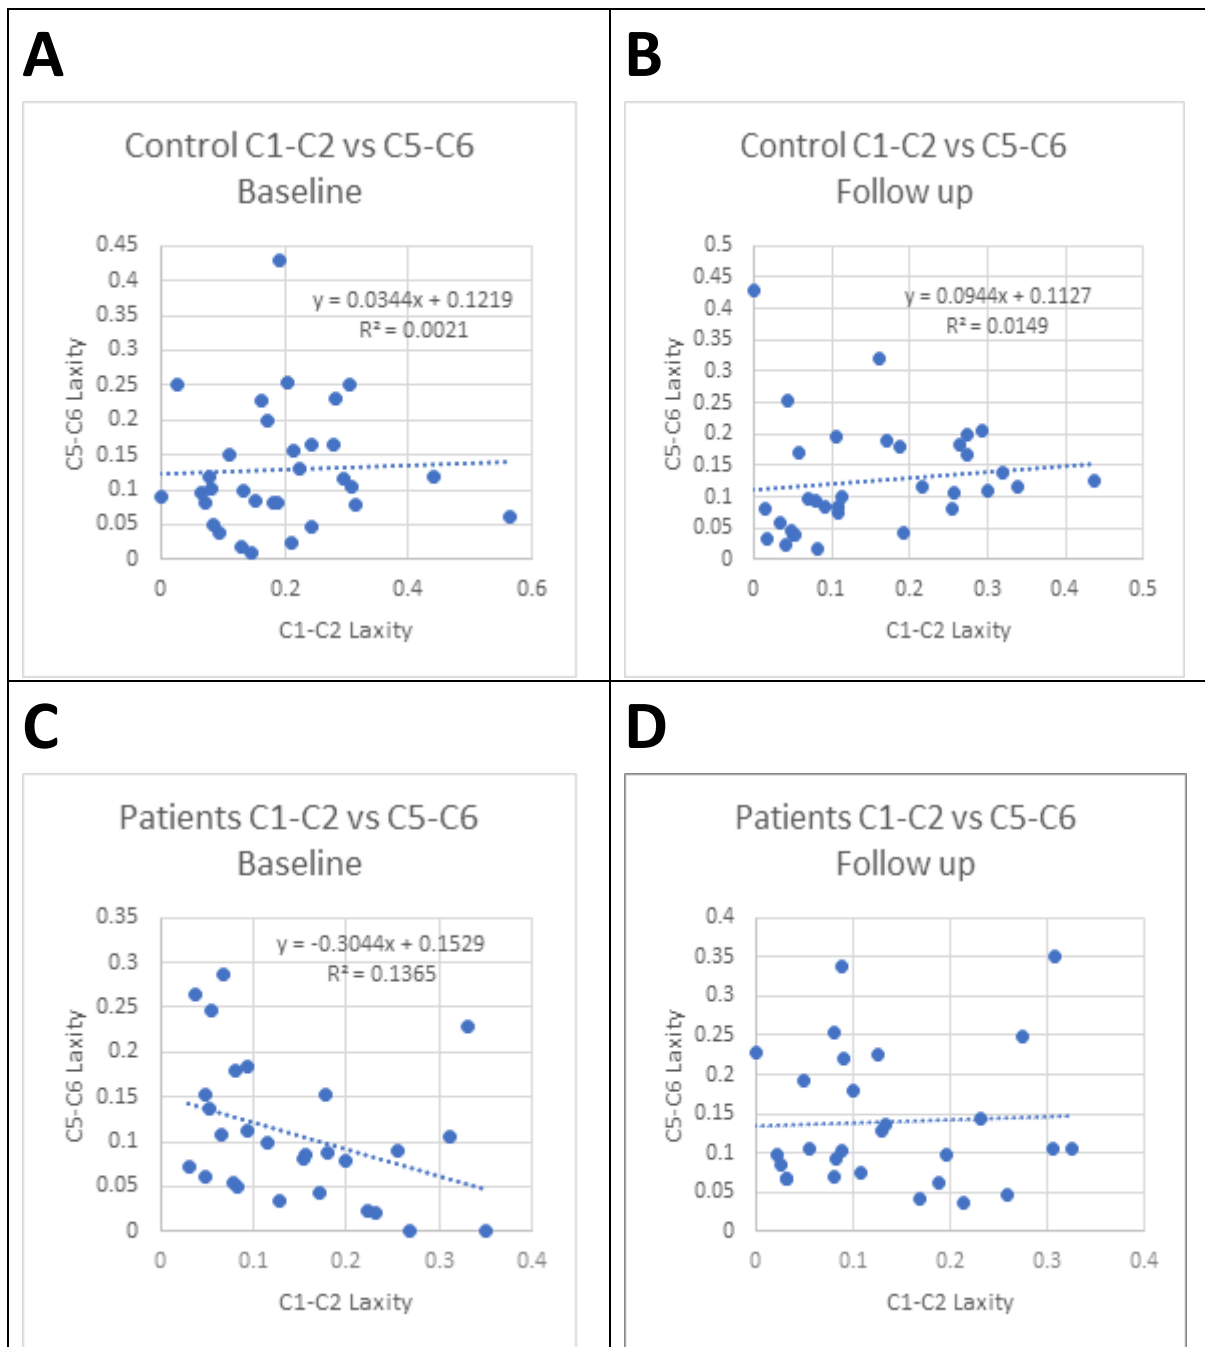 A
Control C1-C2 vs C5-C6
Baseline
0.45
0.4
0.35
0.3
0.25
0.2
0.15
0.1
0.05
0
C5-C6 Laxity
y = 0.0344x + 0.1219
R² = 0.0021
0 0.2 0.4 0.6
C1-C2 Laxity
B
Control C1-C2 vs C5-C6
Follow up
0.5
0.45
0.4
0.35
0.3
0.25
0.2
0.15
0.1
0.05
0
C5-C6 Laxity
y = 0.0944x + 0.1127
R² = 0.0149
0 0.1 0.2 0.3 0.4 0.5
C1-C2 Laxity
C
Patients C1-C2 vs C5-C6
Baseline
0.35
0.3
0.25
0.2
0.15
0.1
0.05
0
C5-C6 Laxity
y = -0.3044x + 0.1529
R² = 0.1365
0 0.1 0.2 0.3 0.4
C1-C2 Laxity
D
Patients C1-C2 vs C5-C6
Follow up
0.4
0.35
0.3
0.25
0.2
0.15
0.1
0.05
0
C5-C6 Laxity
0 0.1 0.2 0.3 0.4
C1-C2 Laxity